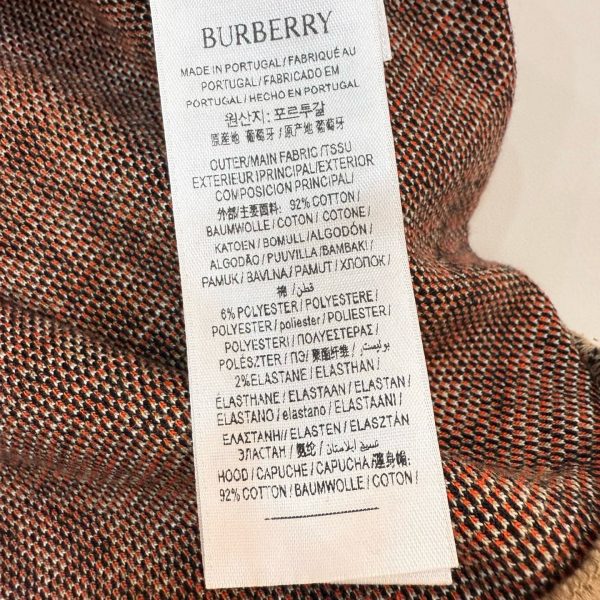 BURBERRY
MADE IN PORTUGAL / FABRIQUÉ AU
PORTUGAL / FABRICADO EM
PORTUGAL / HECHO EN PORTUGAL
원산지: 포르투갈
原産地 葡萄牙 / 原产地 葡萄牙
OUTER/MAIN FABRIC / TISSU
EXTERIEUR (PRINCIPAL/EXTERIOR
COMPOSICION PRINCIPAL/
外部/主要面料: 92% COTTON /
BAUMWOLLE / COTON / COTONE /
KATOEN / BOMULL / ALGODÓN /
ALGODÃO / PUUVILLA / BAMBAKI /
PAMUK / BAVLNA / PAMUT / ХЛОПОК /
棉 / قطن /
6% POLYESTER / POLYESTERE /
POLYESTER / poliester / POLIESTER /
POLYESTERI / ΠΟΛΥΕΣΤΕΡΑΣ /
POLÉSZTER / ПЭ / 聚酯纤维 / بوليستر /
2% ELASTANE / ELASTHAN /
ÉLASTHANE / ELASTAAN / ELASTAN /
ELASTANO / elastano / ELASTAANI /
ΕΛΑΣΤΑΝΗ // ELASTEN / ELASZTÁN
ЭЛАСТАН / 氨纶 / نسيج إيلاستان /
HOOD / CAPUCHE / CAPUCHA /連身帽:
92% COTTON / BAUMWOLLE / COTON /